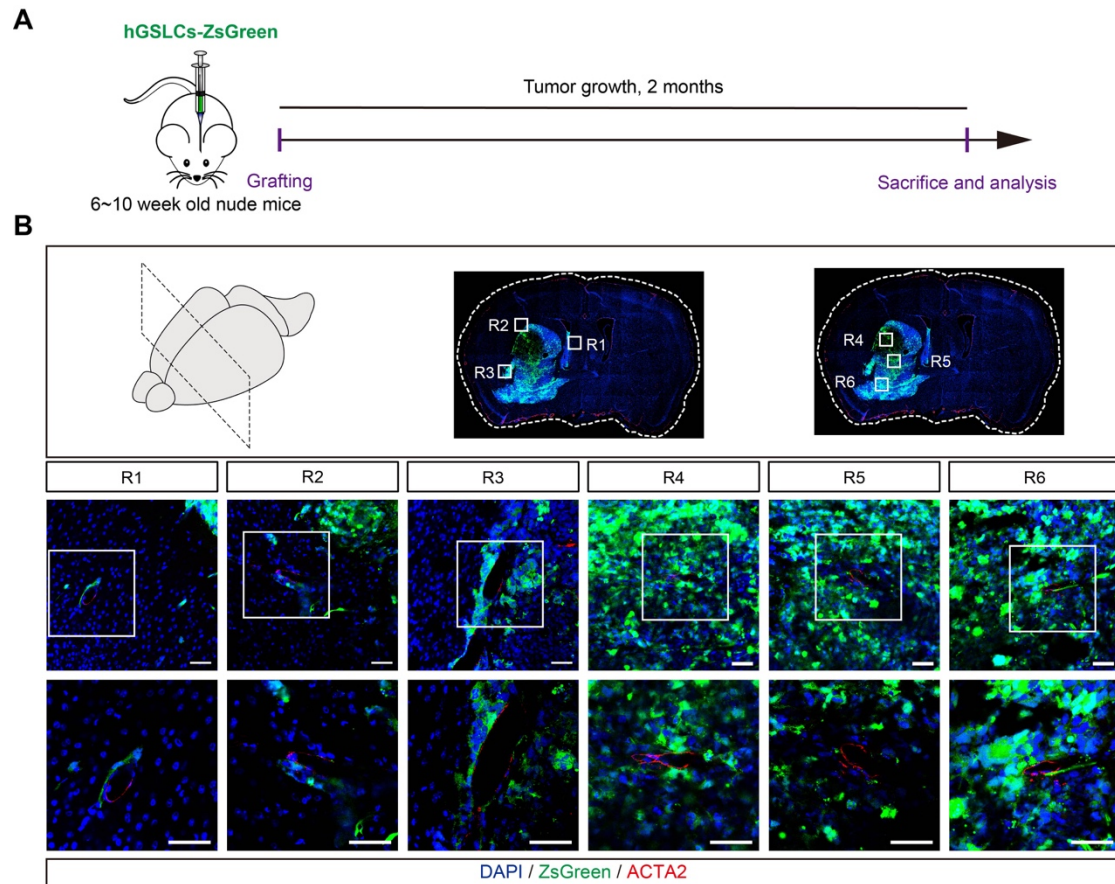 A
hGSLCs-ZsGreen
Tumor growth, 2 months
Grafting
Sacrifice and analysis
6~10 week old nude mice
B
R2
R1
R3
R4
R5
R6
R1
R2
R3
R4
R5
R6
DAPI / ZsGreen / ACTA2